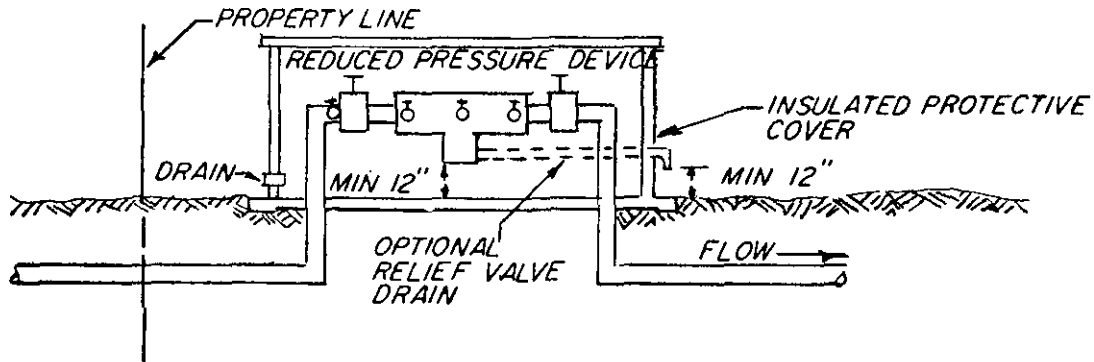 PROPERTY LINE
REDUCED PRESSURE DEVICE
INSULATED PROTECTIVE
COVER
DRAIN
MIN 12"
MIN 12"
OPTIONAL
RELIEF VALVE
DRAIN
FLOW